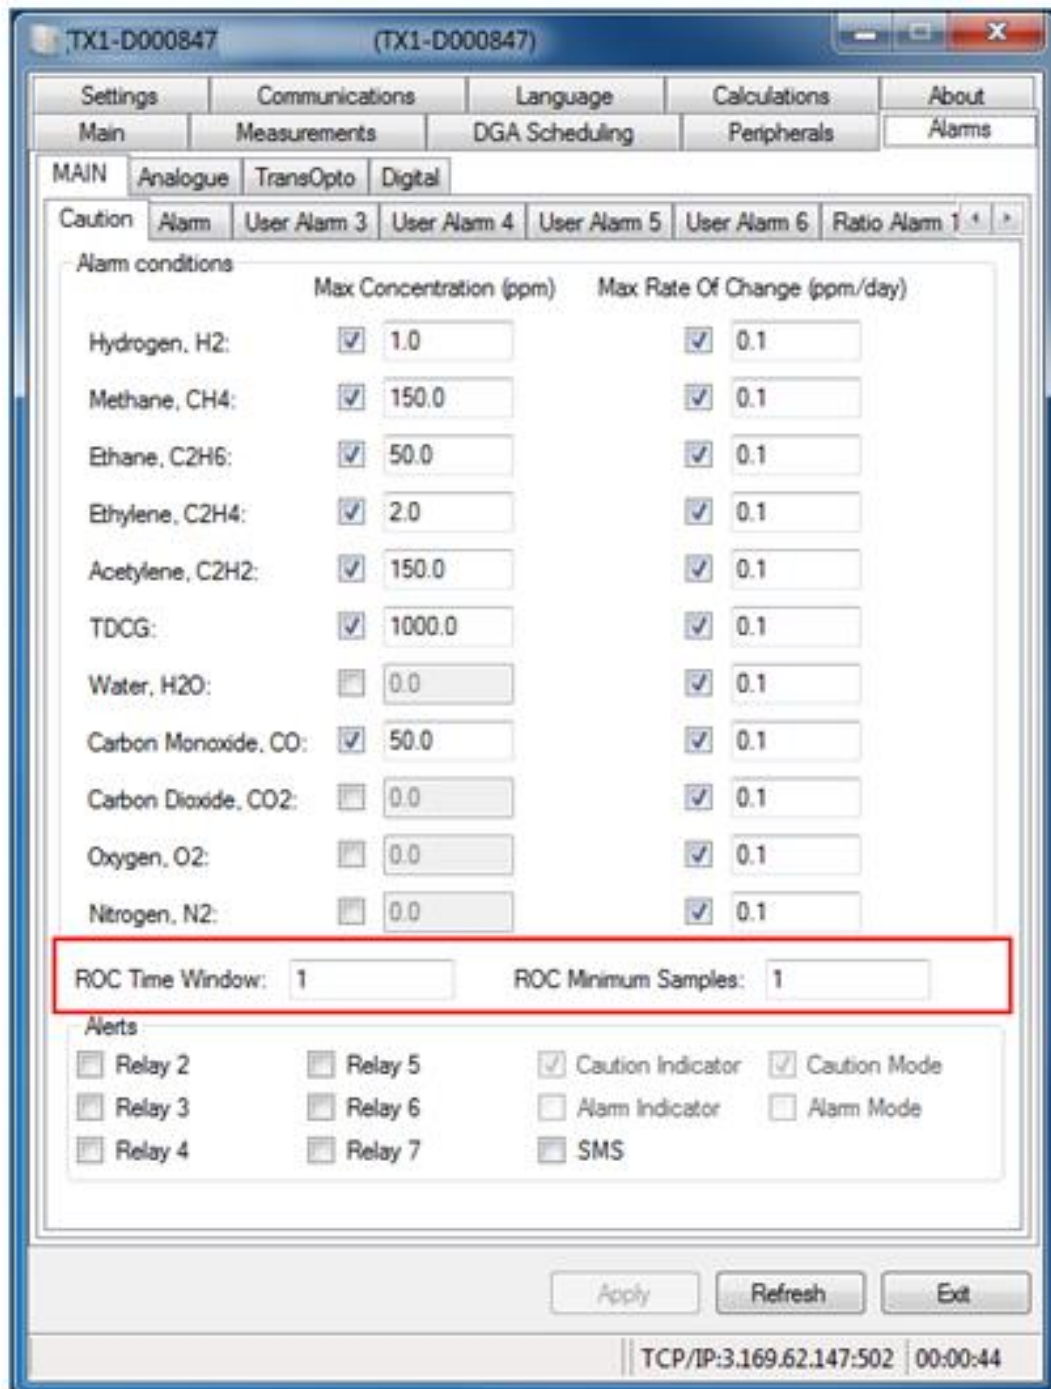 TX1-D000847 (TX1-D000847)
Settings Communications Language Calculations About
Main Measurements DGA Scheduling Peripherals Alarms
MAIN Analogue TransOpto Digital
Caution Alarm User Alarm 3 User Alarm 4 User Alarm 5 User Alarm 6 Ratio Alarm 1
Alarm conditions
Max Concentration (ppm) Max Rate Of Change (ppm/day)
Hydrogen, H2: 1.0 0.1
Methane, CH4: 150.0 0.1
Ethane, C2H6: 50.0 0.1
Ethylene, C2H4: 2.0 0.1
Acetylene, C2H2: 150.0 0.1
TDCG: 1000.0 0.1
Water, H2O: 0.0 0.1
Carbon Monoxide, CO: 50.0 0.1
Carbon Dioxide, CO2: 0.0 0.1
Oxygen, O2: 0.0 0.1
Nitrogen, N2: 0.0 0.1
ROC Time Window: 1 ROC Minimum Samples: 1
Alerts
Relay 2 Relay 5 Caution Indicator Caution Mode
Relay 3 Relay 6 Alarm Indicator Alarm Mode
Relay 4 Relay 7 SMS
Apply Refresh Exit
TCP/IP:3.169.62.147:502 00:00:44